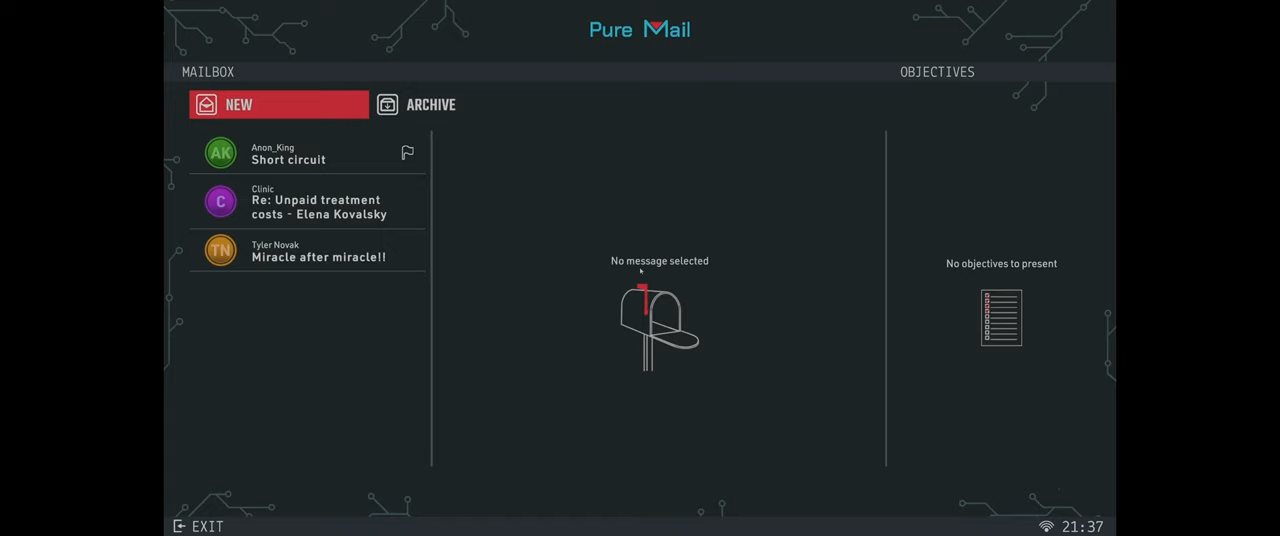 Pure Mail
MAILBOX
OBJECTIVES
NEW
ARCHIVE
AK
Anon_King
Short circuit
C
Clinic
Re: Unpaid treatment
costs - Elena Kovalsky
TN
Tyler Novak
Miracle after miracle!!
No message selected
No objectives to present
EXIT
21:37